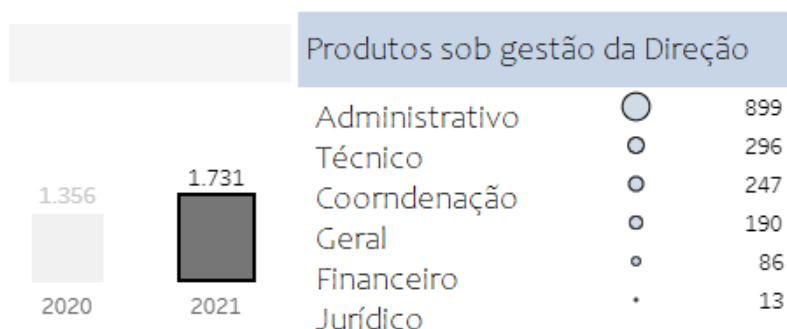 Produtos sob gestão da Direção
Administrativo 899
Técnico 296
Coorndenação 247
Geral 190
Financeiro 86
Jurídico 13
1.356
1.731
2020 2021